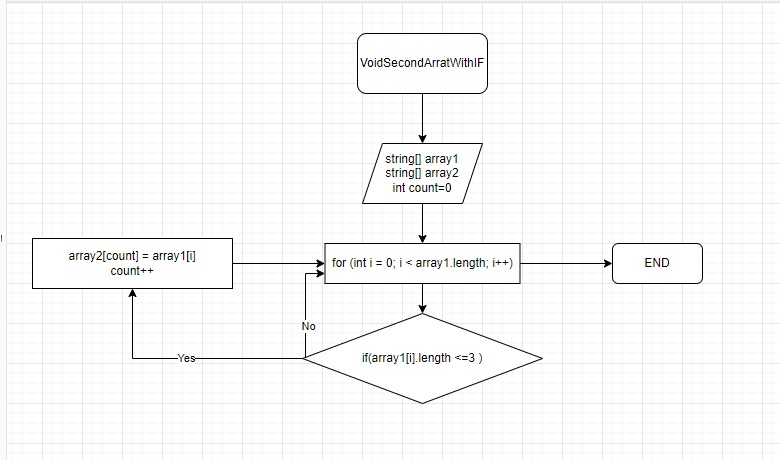 VoidSecondArratWithIF
string[] array1
string[] array2
int count=0
array2[count] = array1[i]
count++
for (int i = 0; i < array1.length; i++)
END
No
Yes
if(array1[i].length <=3 )